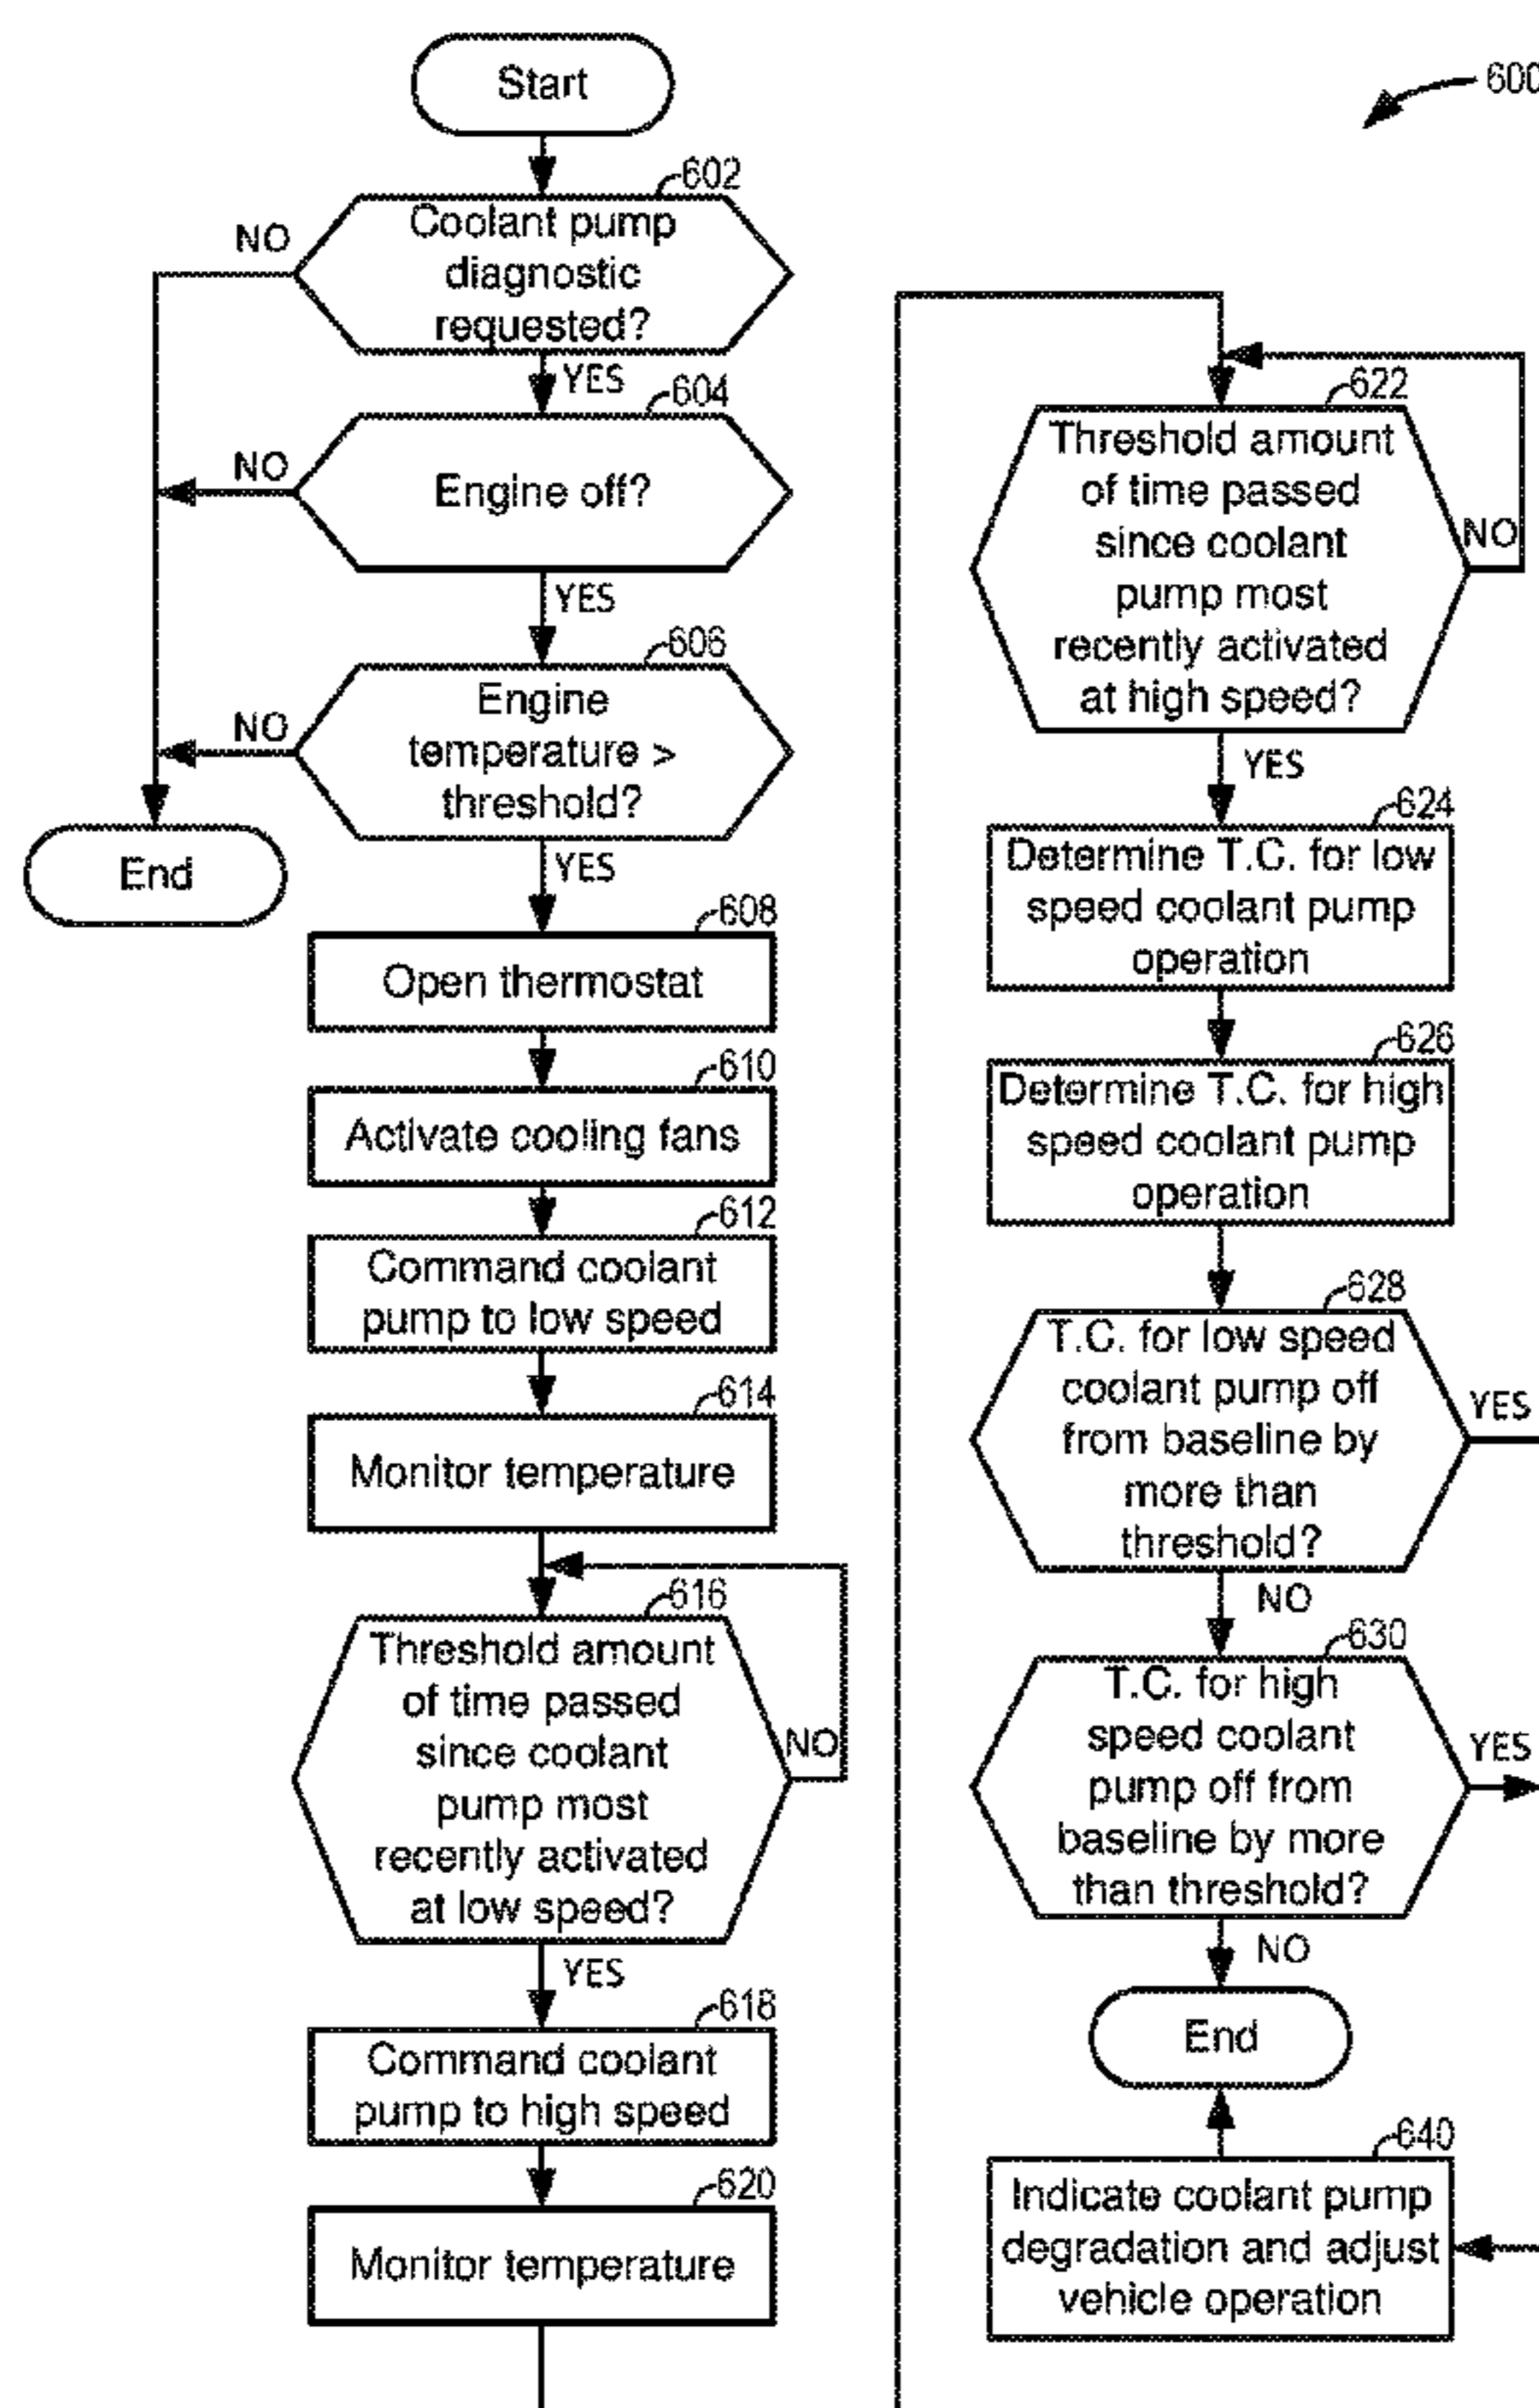 Start
600
602
Coolant pump
diagnostic
requested?
NO
YES
604
Engine off?
NO
YES
606
Engine
temperature >
threshold?
NO
YES
End
608
Open thermostat
610
Activate cooling fans
612
Command coolant
pump to low speed
614
Monitor temperature
616
Threshold amount
of time passed
since coolant
pump most
recently activated
at low speed?
NO
YES
618
Command coolant
pump to high speed
620
Monitor temperature
622
Threshold amount
of time passed
since coolant
pump most
recently activated
at high speed?
NO
YES
624
Determine T.C. for low
speed coolant pump
operation
626
Determine T.C. for high
speed coolant pump
operation
628
T.C. for low speed
coolant pump off
from baseline by
more than
threshold?
YES
NO
630
T.C. for high
speed coolant
pump off from
baseline by more
than threshold?
YES
NO
End
640
Indicate coolant pump
degradation and adjust
vehicle operation